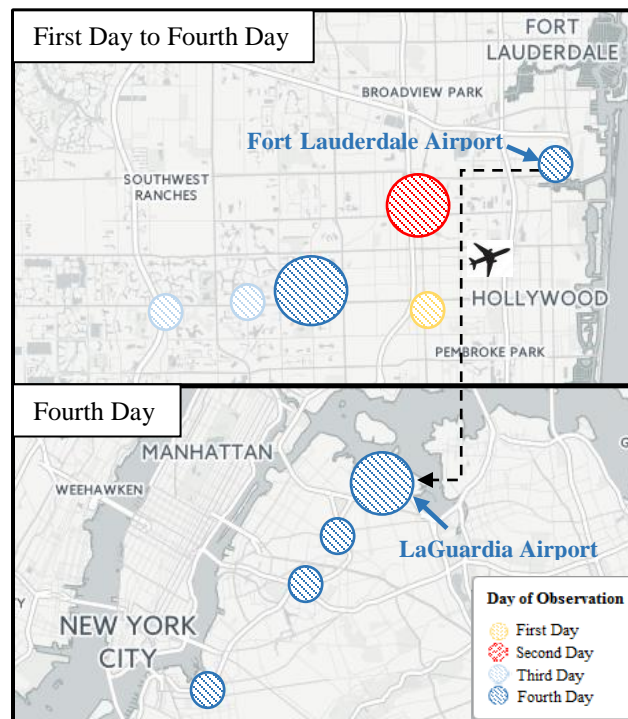 First Day to Fourth Day
FORT
LAUDERDALE
BROADVIEW PARK
Fort Lauderdale Airport
SOUTHWEST
RANCHES
HOLLYWOOD
PEMBROKE PARK
Fourth Day
MANHATTAN
WEEHAWKEN
LaGuardia Airport
NEW YORK
CITY
Day of Observation
First Day
Second Day
Third Day
Fourth Day